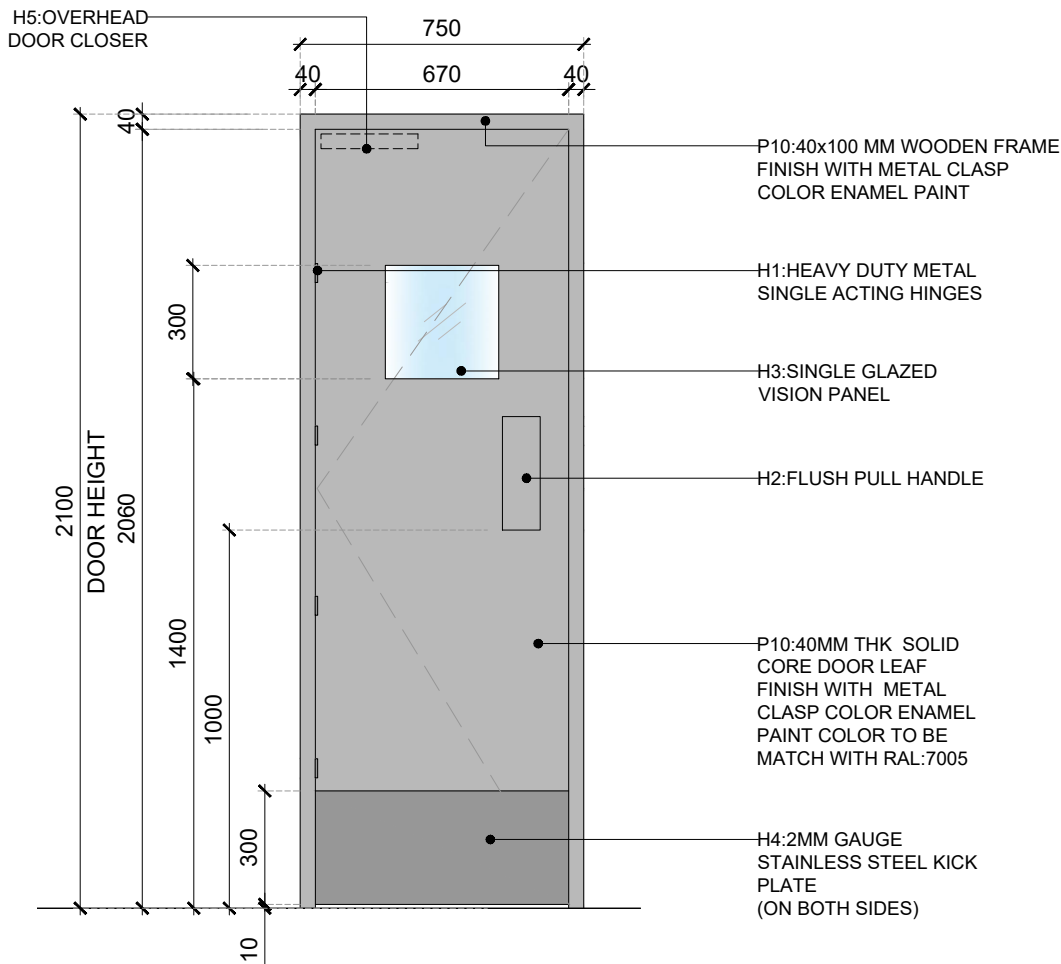 H5:OVERHEAD
DOOR CLOSER
750
40
670
40
40
P10:40x100 MM WOODEN FRAME
FINISH WITH METAL CLASP
COLOR ENAMEL PAINT
H1:HEAVY DUTY METAL
SINGLE ACTING HINGES
300
H3:SINGLE GLAZED
VISION PANEL
H2:FLUSH PULL HANDLE
2100
DOOR HEIGHT
2060
1400
1000
P10:40MM THK SOLID
CORE DOOR LEAF
FINISH WITH METAL
CLASP COLOR ENAMEL
PAINT COLOR TO BE
MATCH WITH RAL:7005
300
H4:2MM GAUGE
STAINLESS STEEL KICK
PLATE
(ON BOTH SIDES)
10